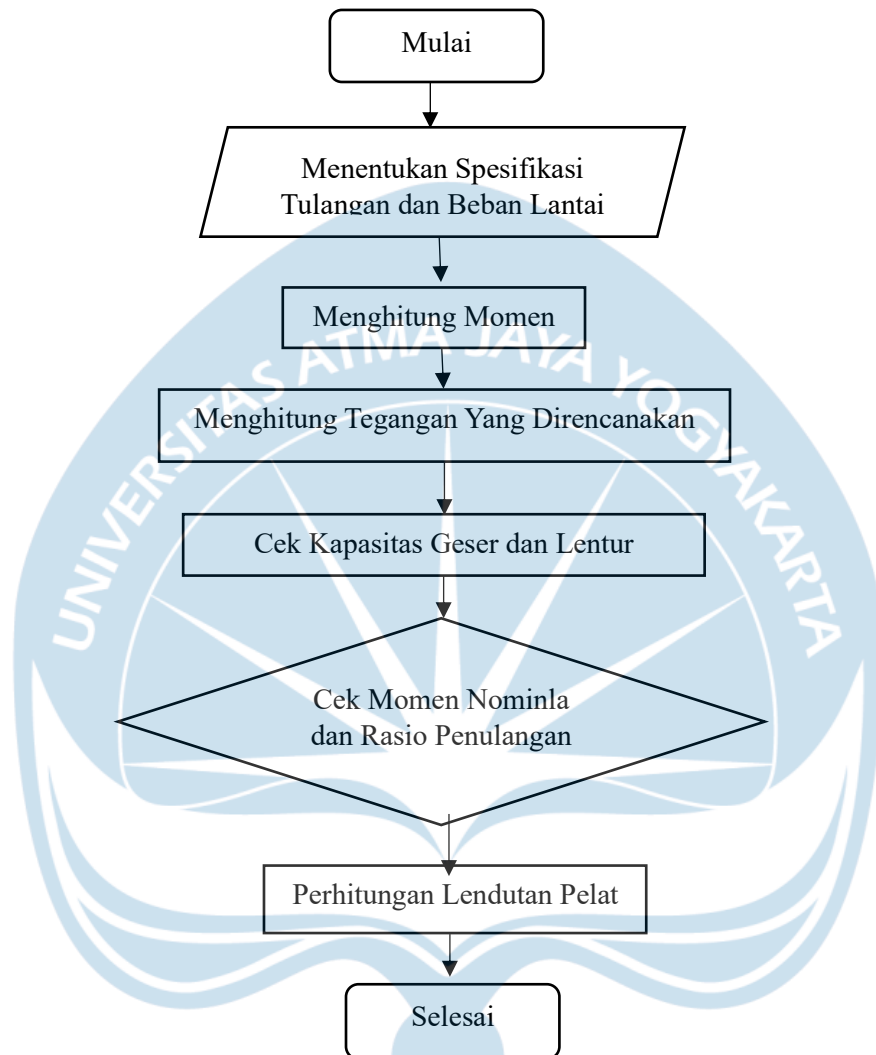 Mulai
Menentukan Spesifikasi
Tulangan dan Beban Lantai
Menghitung Momen
UNIVERSITAS ATMA JAYA YOGYAKARTA
Menghitung Tegangan Yang Direncanakan
Cek Kapasitas Geser dan Lentur
Cek Momen Nominla
dan Rasio Penulangan
Perhitungan Lendutan Pelat
Selesai